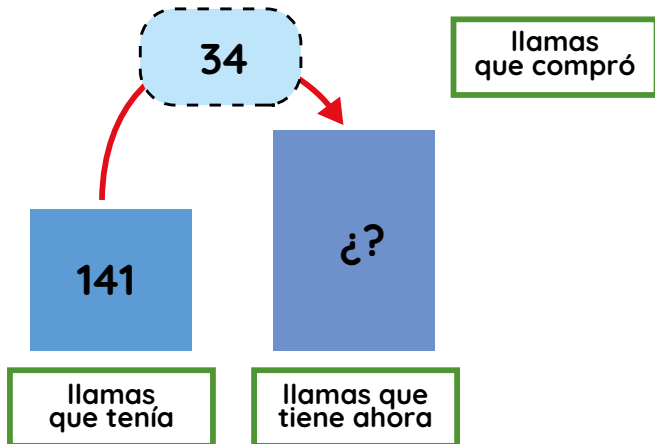 34
llamas
que compró
141
¿?
llamas
que tenía
llamas que
tiene ahora